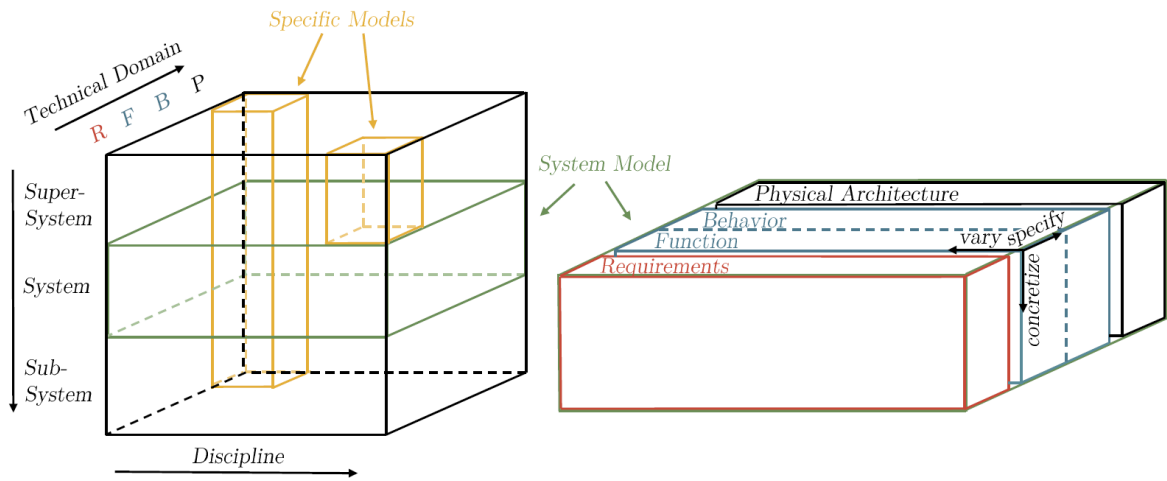 Specific Models
Technical Domain
R F B P
System Model
Super-
System
System
Sub-
System
Discipline
Physical Architecture
Behavior
Function
Requirements
vary specify
concretize